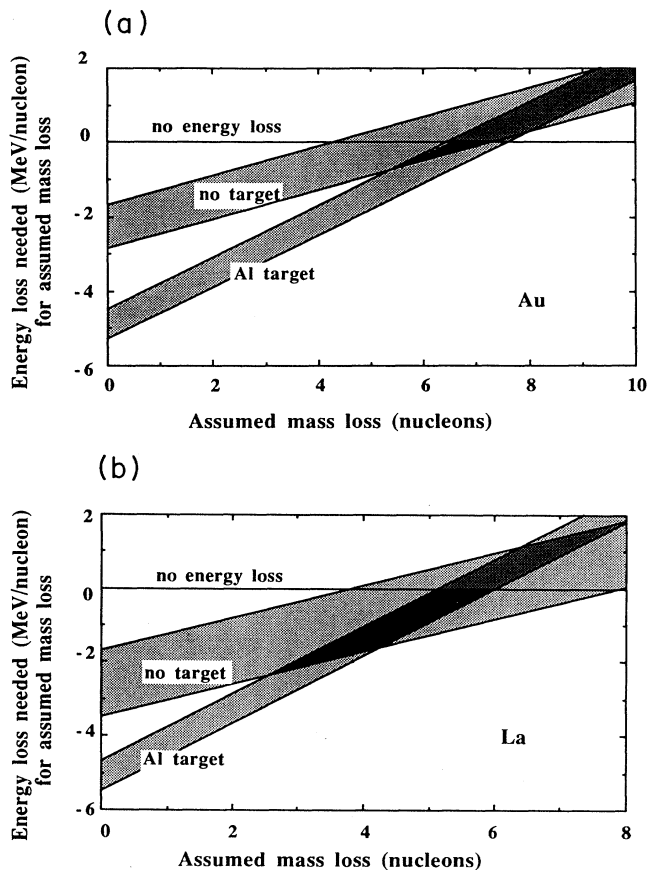 (a)
Energy loss needed (MeV/nucleon)
for assumed mass loss
2
0
-2
-4
-6
no energy loss
no target
Al target
Au
0 2 4 6 8 10
Assumed mass loss (nucleons)
(b)
Energy loss needed (MeV/nucleon)
for assumed mass loss
2
0
-2
-4
-6
no energy loss
no target
Al target
La
0 2 4 6 8
Assumed mass loss (nucleons)